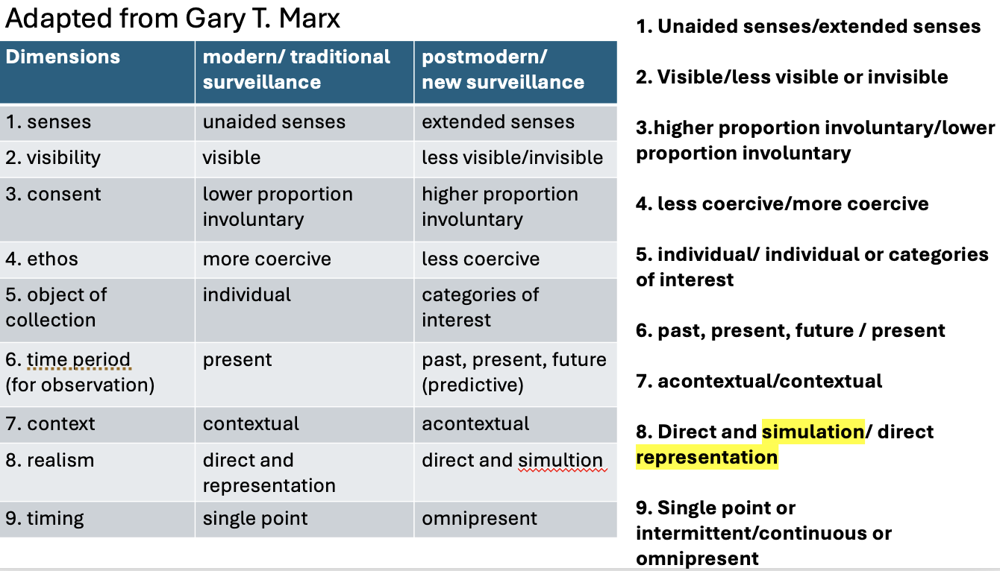 Adapted from Gary T. Marx
Dimensions
modern/ traditional
surveillance
postmodern/
new surveillance
1. senses
unaided senses
extended senses
2. visibility
visible
less visible/invisible
3. consent
lower proportion
involuntary
higher proportion
involuntary
4. ethos
more coercive
less coercive
5. object of
collection
individual
categories of
interest
6. time period
(for observation)
present
past, present, future
(predictive)
7. context
contextual
acontextual
8. realism
direct and
representation
direct and simultion
9. timing
single point
omnipresent
1. Unaided senses/extended senses
2. Visible/less visible or invisible
3.higher proportion involuntary/lower
proportion involuntary
4. less coercive/more coercive
5. individual/ individual or categories
of interest
6. past, present, future / present
7. acontextual/contextual
8. Direct and simulation/ direct
representation
9. Single point or
intermittent/continuous or
omnipresent